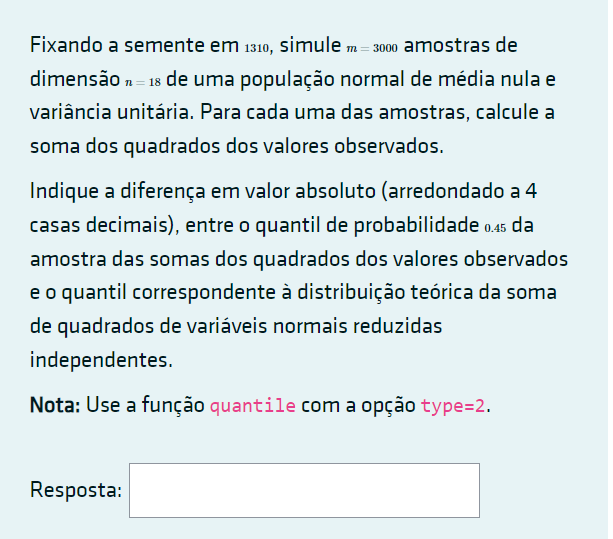 Fixando a semente em 1310, simule m = 3000 amostras de
dimensão n = 18 de uma população normal de média nula e
variância unitária. Para cada uma das amostras, calcule a
soma dos quadrados dos valores observados.
Indique a diferença em valor absoluto (arredondado a 4
casas decimais), entre o quantil de probabilidade 0.45 da
amostra das somas dos quadrados dos valores observados
e o quantil correspondente à distribuição teórica da soma
de quadrados de variáveis normais reduzidas
independentes.
Nota: Use a função quantile com a opção type=2.
Resposta: